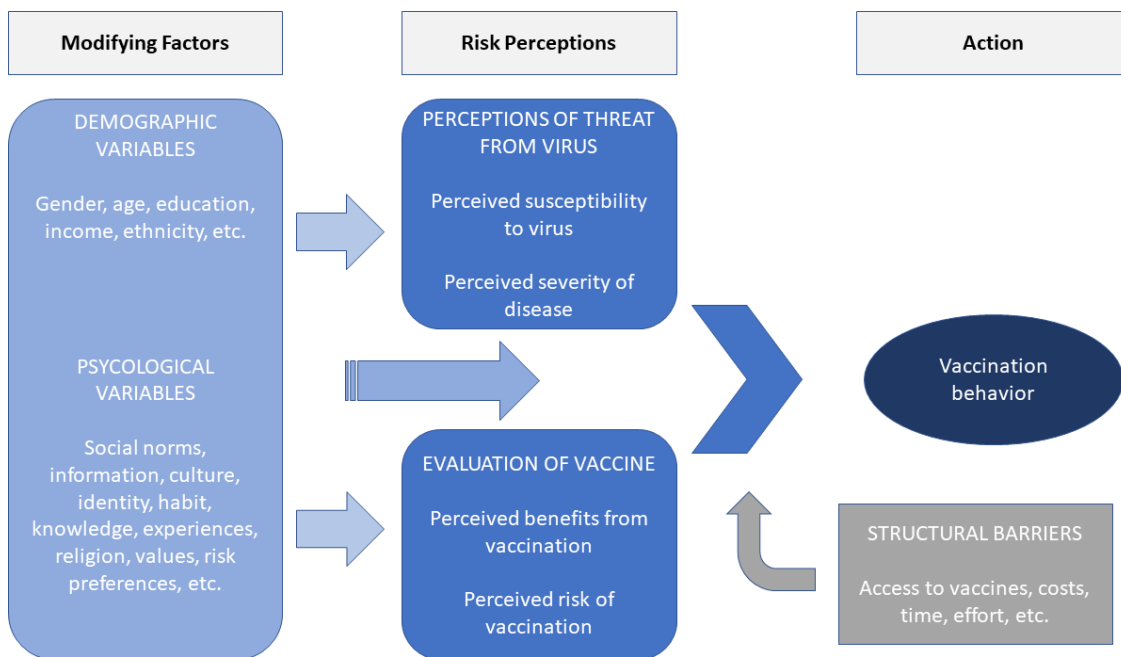 Modifying Factors
Risk Perceptions
Action
DEMOGRAPHIC
VARIABLES
Gender, age, education,
income, ethnicity, etc.
PSYCOLOGICAL
VARIABLES
Social norms,
information, culture,
identity, habit,
knowledge, experiences,
religion, values, risk
preferences, etc.
PERCEPTIONS OF THREAT
FROM VIRUS
Perceived susceptibility
to virus
Perceived severity of
disease
EVALUATION OF VACCINE
Perceived benefits from
vaccination
Perceived risk of
vaccination
Vaccination
behavior
STRUCTURAL BARRIERS
Access to vaccines, costs,
time, effort, etc.